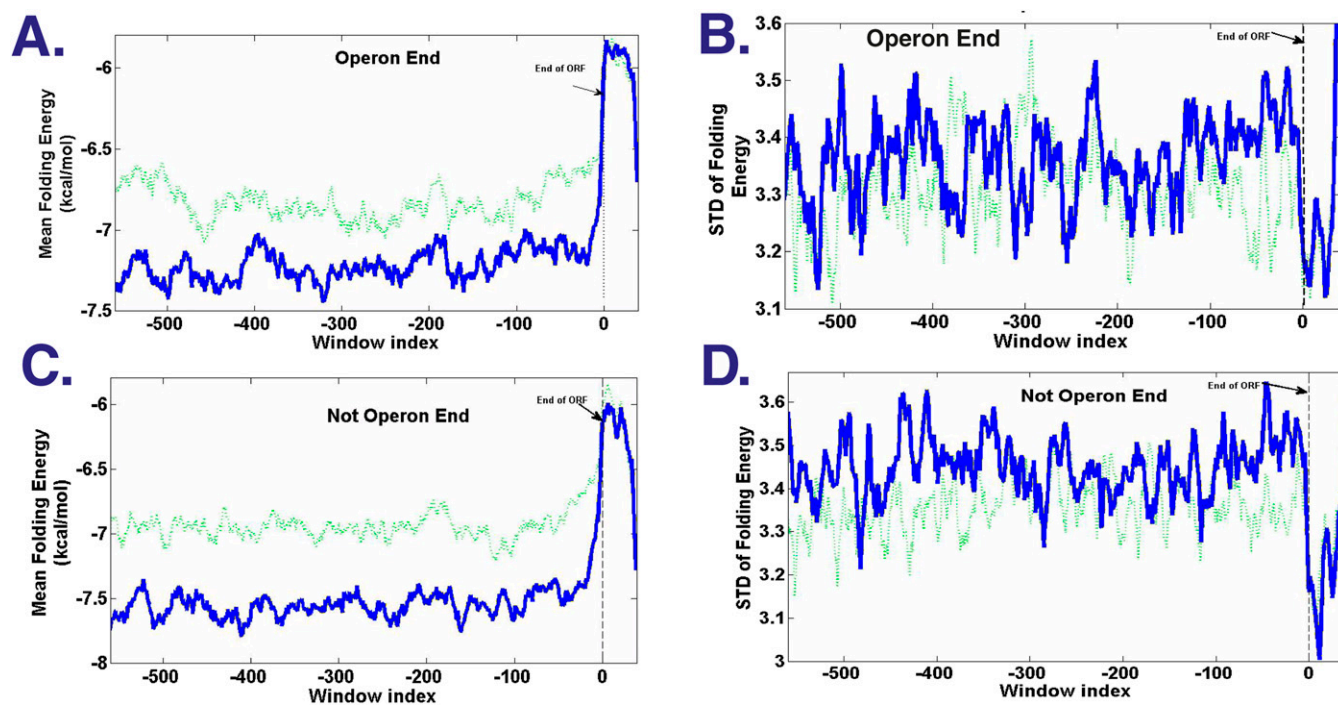 A.
Operon End
End of ORF
Mean Folding Energy
(kcal/mol)
-6
-6.5
-7
-7.5
-500
-400
-300
-200
-100
0
Window index
B.
Operon End
End of ORF
STD of Folding
Energy
3.6
3.5
3.4
3.3
3.2
3.1
-500
-400
-300
-200
-100
0
Window index
C.
Not Operon End
End of ORF
Mean Folding Energy
(kcal/mol)
-6
-6.5
-7
-7.5
-8
-500
-400
-300
-200
-100
0
Window index
D.
Not Operon End
End of ORF
STD of Folding Energy
3.6
3.5
3.4
3.3
3.2
3.1
3
-500
-400
-300
-200
-100
0
Window index